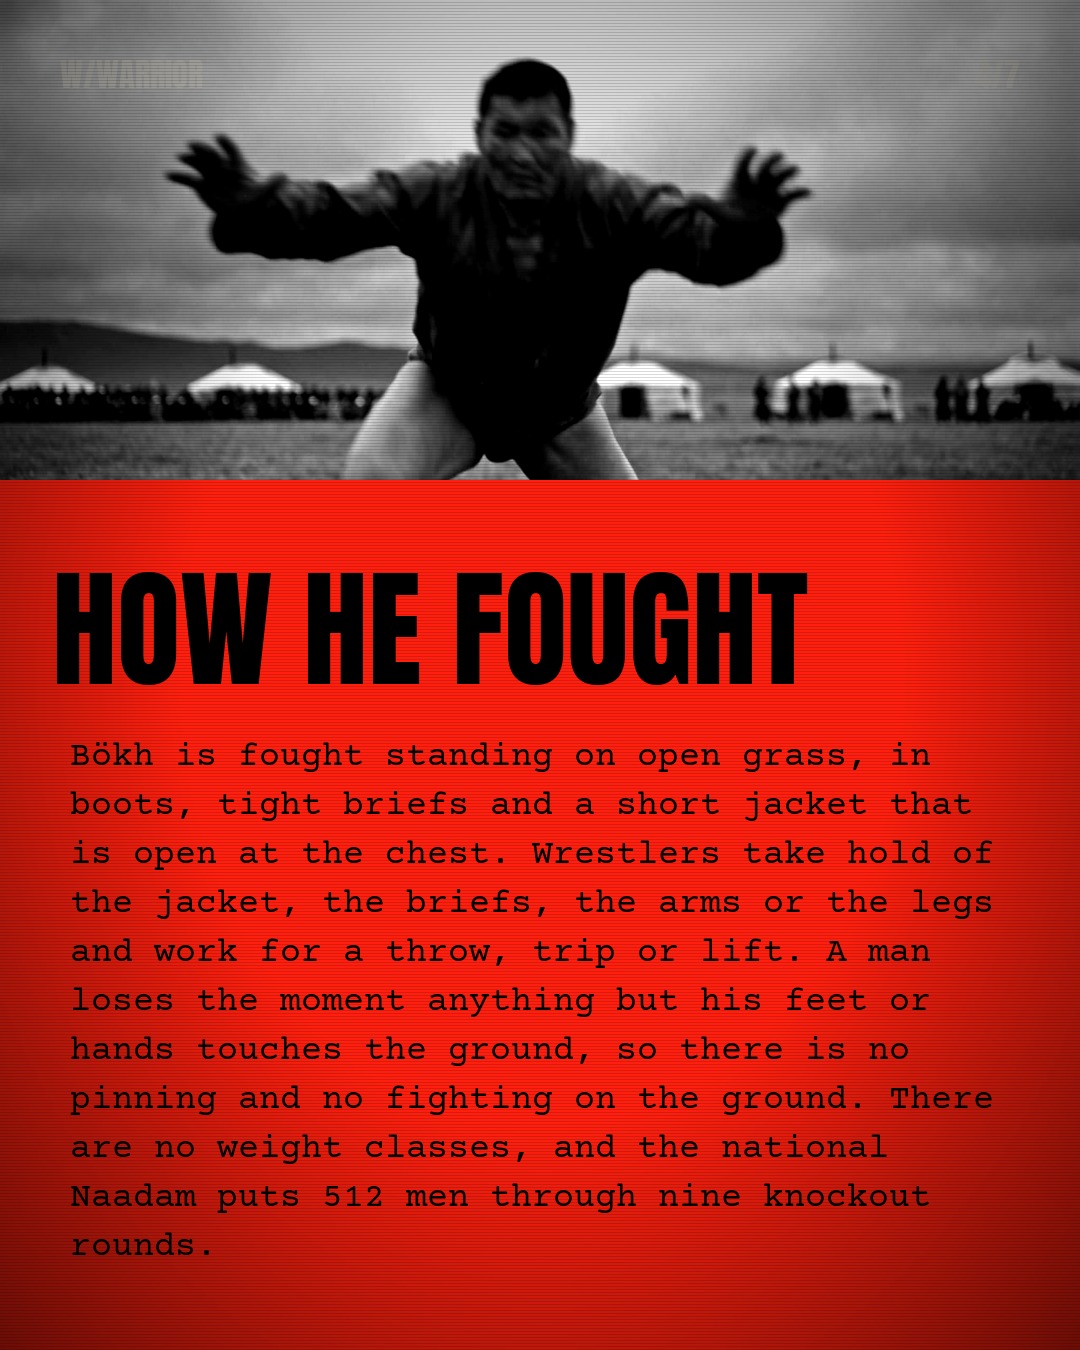 W/WARRIOR
HOW HE FOUGHT
Bökh is fought standing on open grass, in
boots, tight briefs and a short jacket that
is open at the chest. Wrestlers take hold of
the jacket, the briefs, the arms or the legs
and work for a throw, trip or lift. A man
loses the moment anything but his feet or
hands touches the ground, so there is no
pinning and no fighting on the ground. There
are no weight classes, and the national
Naadam puts 512 men through nine knockout
rounds.